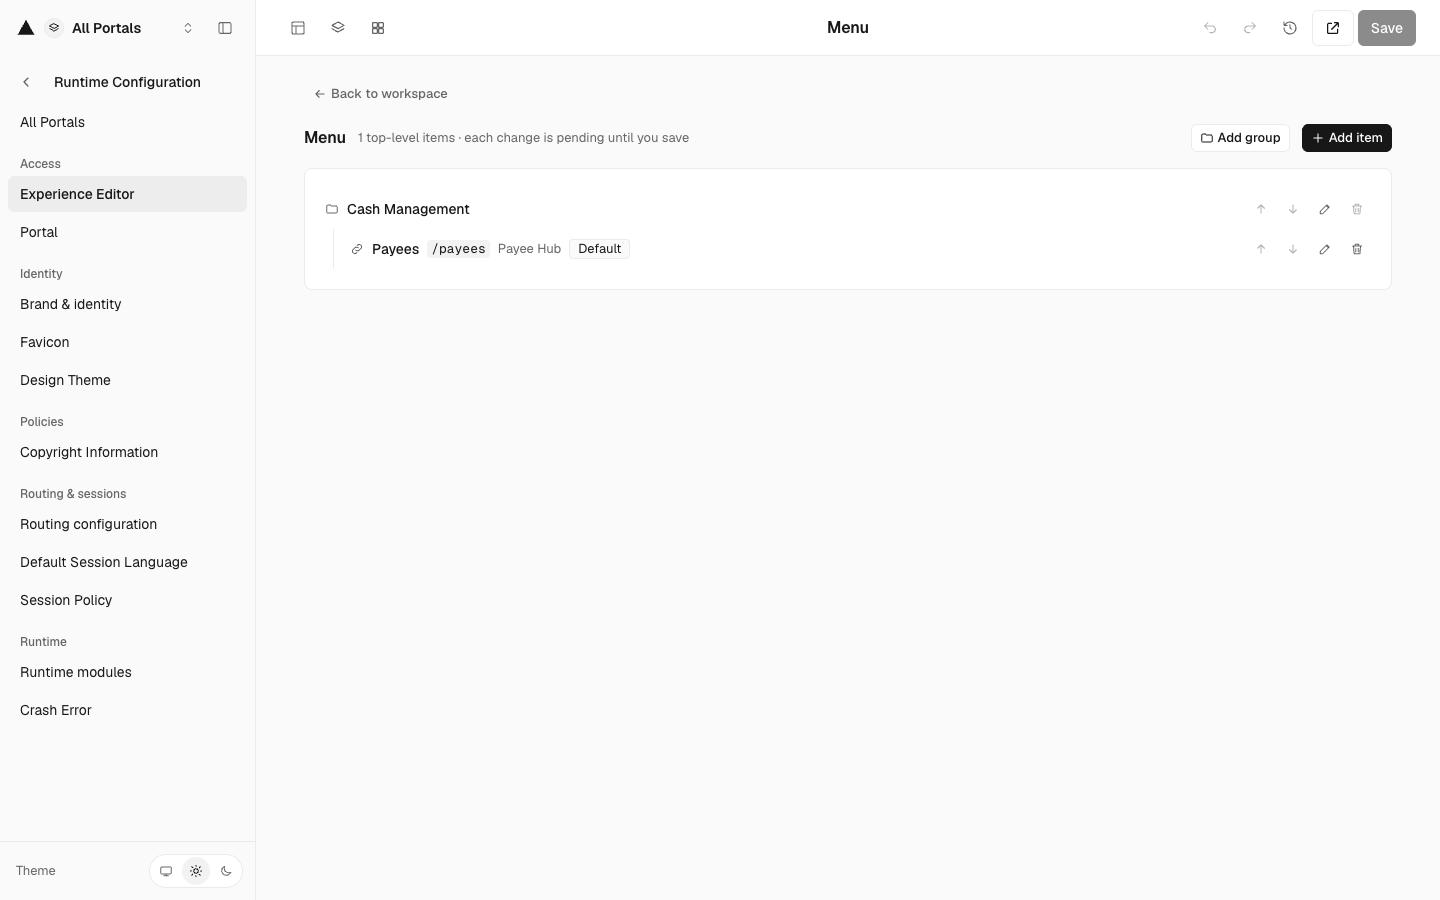 All Portals
Menu
Save
Runtime Configuration
All Portals
Access
Experience Editor
Portal
Identity
Brand & identity
Favicon
Design Theme
Policies
Copyright Information
Routing & sessions
Routing configuration
Default Session Language
Session Policy
Runtime
Runtime modules
Crash Error
Theme
← Back to workspace
Menu 1 top-level items · each change is pending until you save
Add group
+ Add item
Cash Management
Payees /payees Payee Hub Default